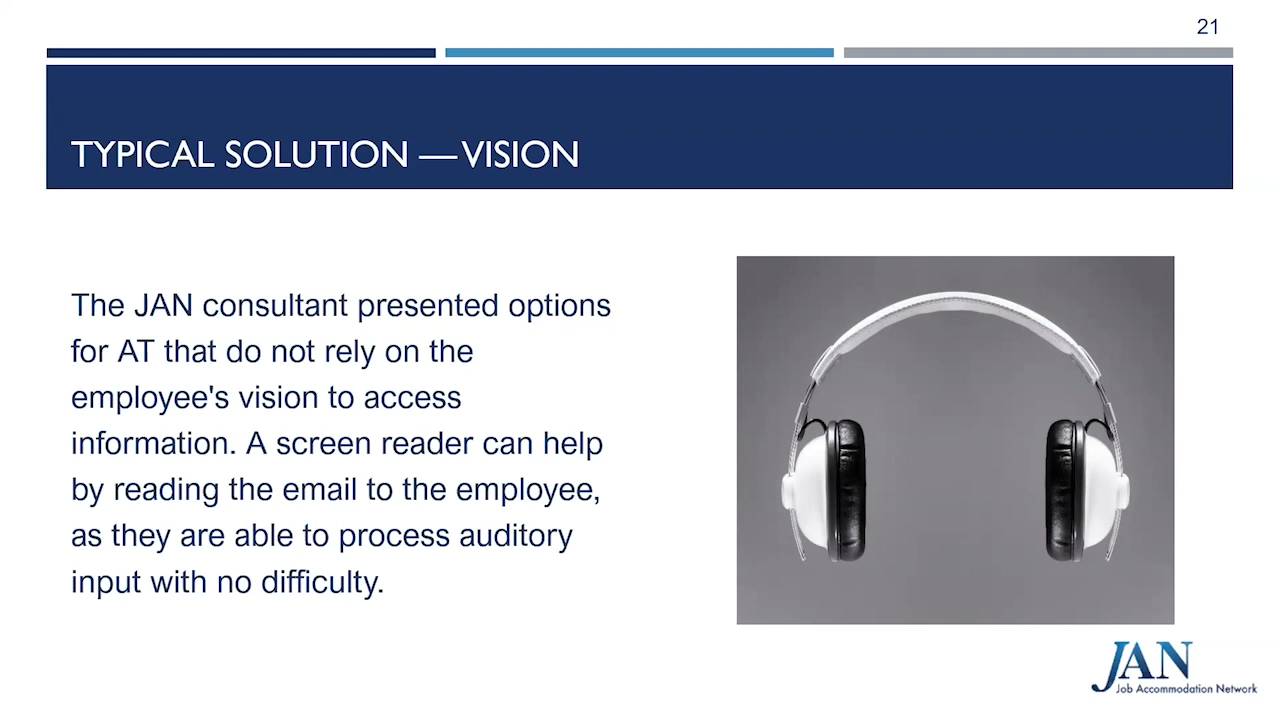 21
TYPICAL SOLUTION — VISION
The JAN consultant presented options
for AT that do not rely on the
employee's vision to access
information. A screen reader can help
by reading the email to the employee,
as they are able to process auditory
input with no difficulty.
JAN
Job Accommodation Network